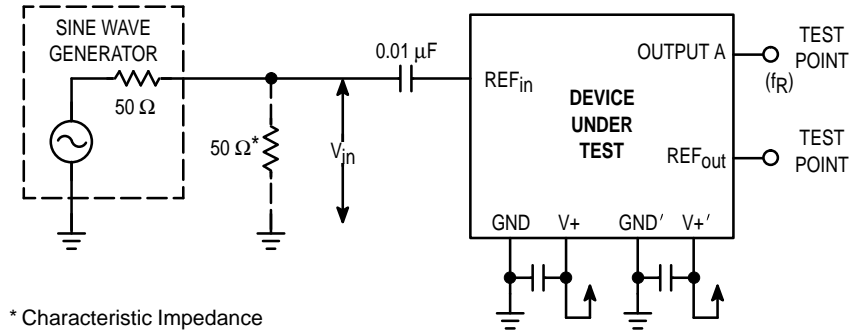 SINE WAVE
GENERATOR
50 Ω
50 Ω*
Vin
0.01 μF
REFin
DEVICE
UNDER
TEST
OUTPUT A
TEST
POINT
(fR)
REFout
TEST
POINT
GND
V+
GND′
V+′
* Characteristic Impedance